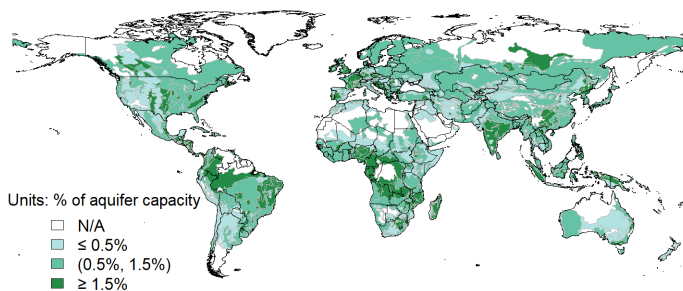 Units: % of aquifer capacity
N/A
≤ 0.5%
(0.5%, 1.5%)
≥ 1.5%